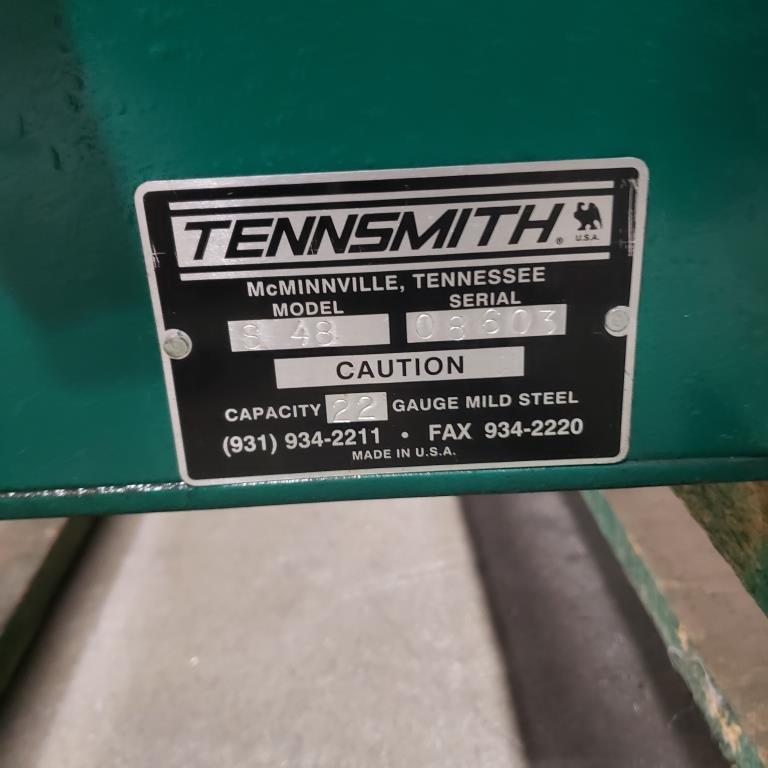 TENNSMITH®
U.S.A.
McMINNVILLE, TENNESSEE
MODEL SERIAL
S 48 08603
CAUTION
CAPACITY 22 GAUGE MILD STEEL
(931) 934-2211 • FAX 934-2220
MADE IN U.S.A.